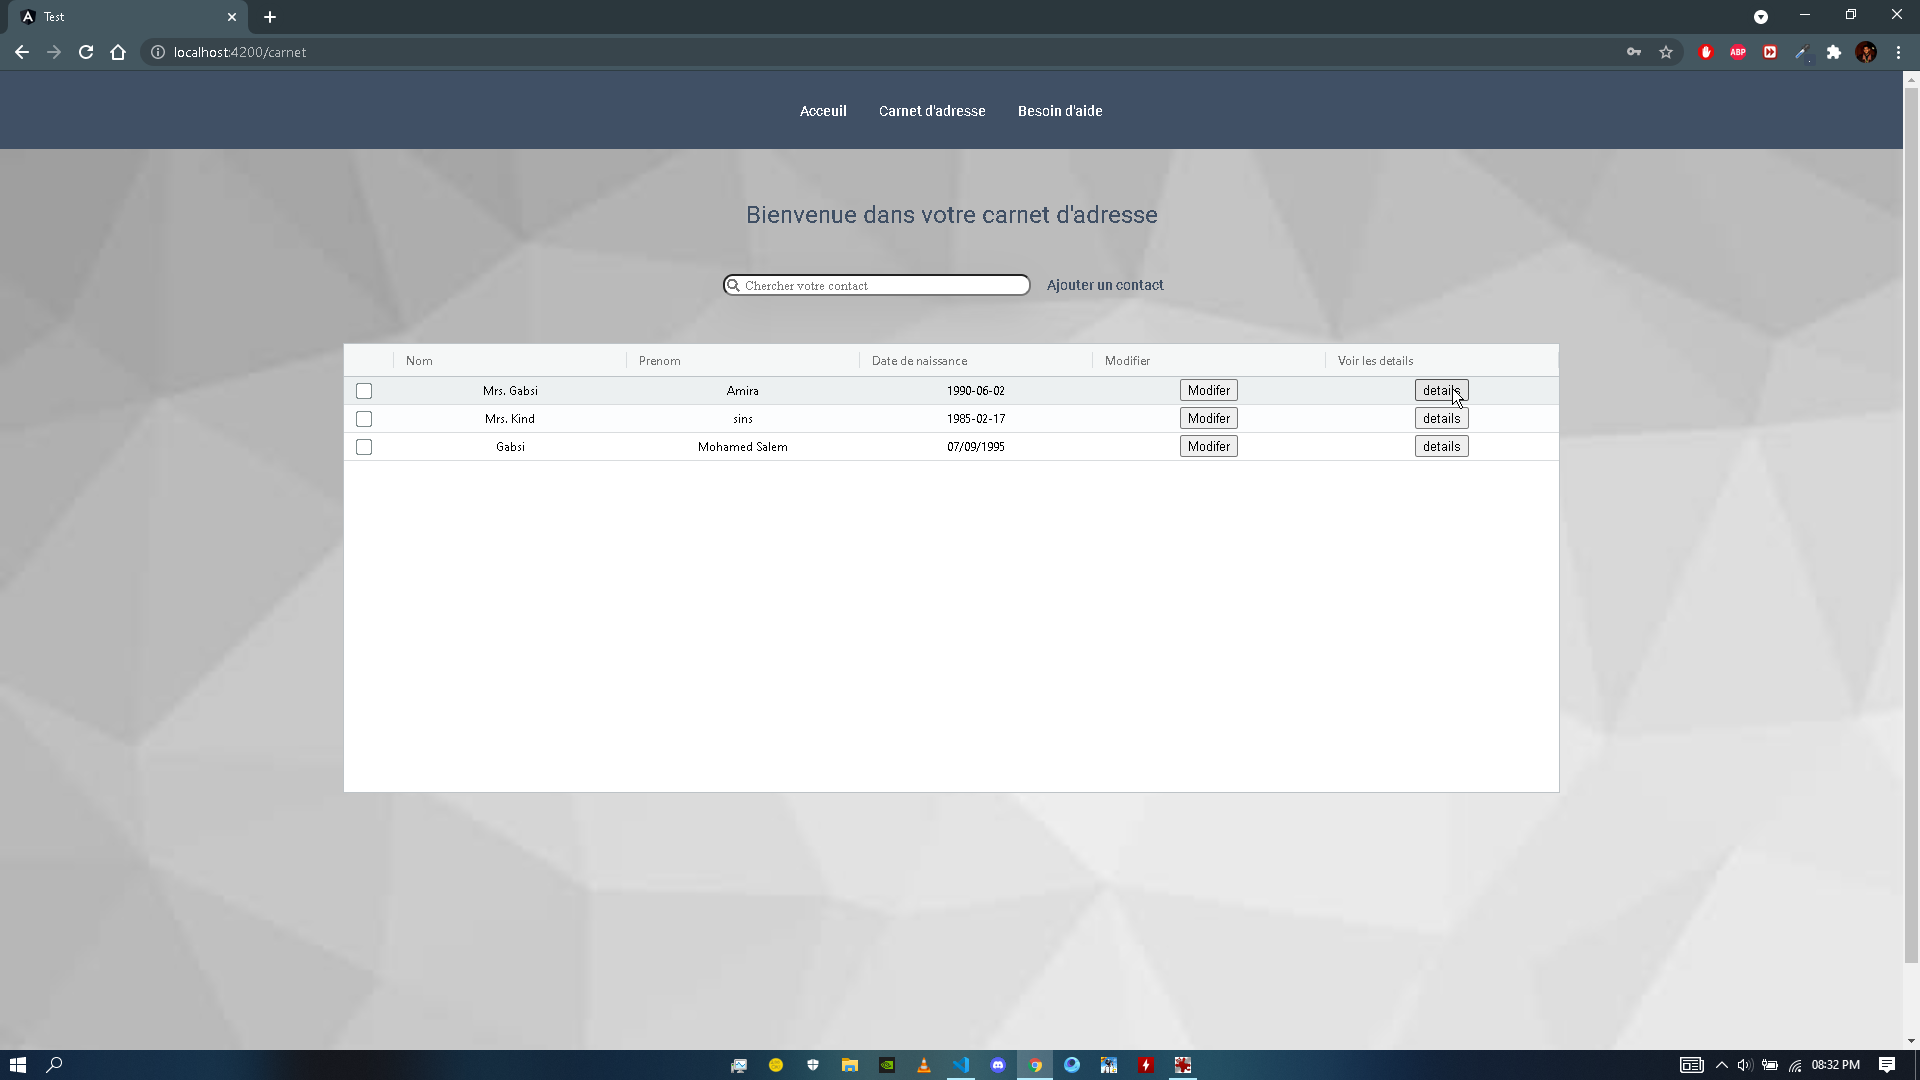 Test
localhost:4200/carnet
ABP
Acceuil Carnet d'adresse Besoin d'aide
Bienvenue dans votre carnet d'adresse
Chercher votre contact Ajouter un contact
Nom Prenom Date de naissance Modifier Voir les details
Mrs. Gabsi Amira 1990-06-02 Modifer details
Mrs. Kind sins 1985-02-17 Modifer details
Gabsi Mohamed Salem 07/09/1995 Modifer details
08:32 PM